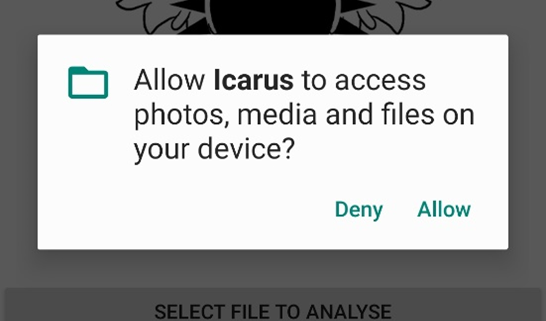 Allow Icarus to access
photos, media and files on
your device?
Deny Allow
SELECT FILE TO ANALYSE